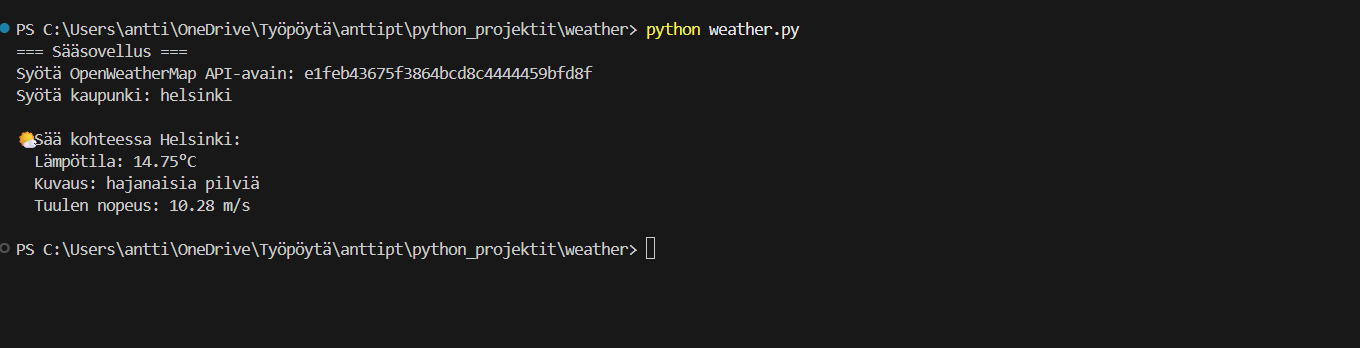 PS C:\Users\antti\OneDrive\Työpöytä\anttipt\python_projektit\weather> python weather.py
=== Sääsovellus ===
Syötä OpenWeatherMap API-avain: e1feb43675f3864bcd8c4444459bfd8f
Syötä kaupunki: helsinki
🌤️Sää kohteessa Helsinki:
Lämpötila: 14.75°C
Kuvaus: hajanaisia pilviä
Tuulen nopeus: 10.28 m/s
PS C:\Users\antti\OneDrive\Työpöytä\anttipt\python_projektit\weather>